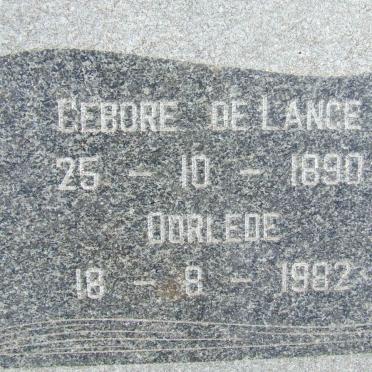 GEBORE DE LANGE
25 - 10 - 1890
OORLEDE
18 - 8 - 1982